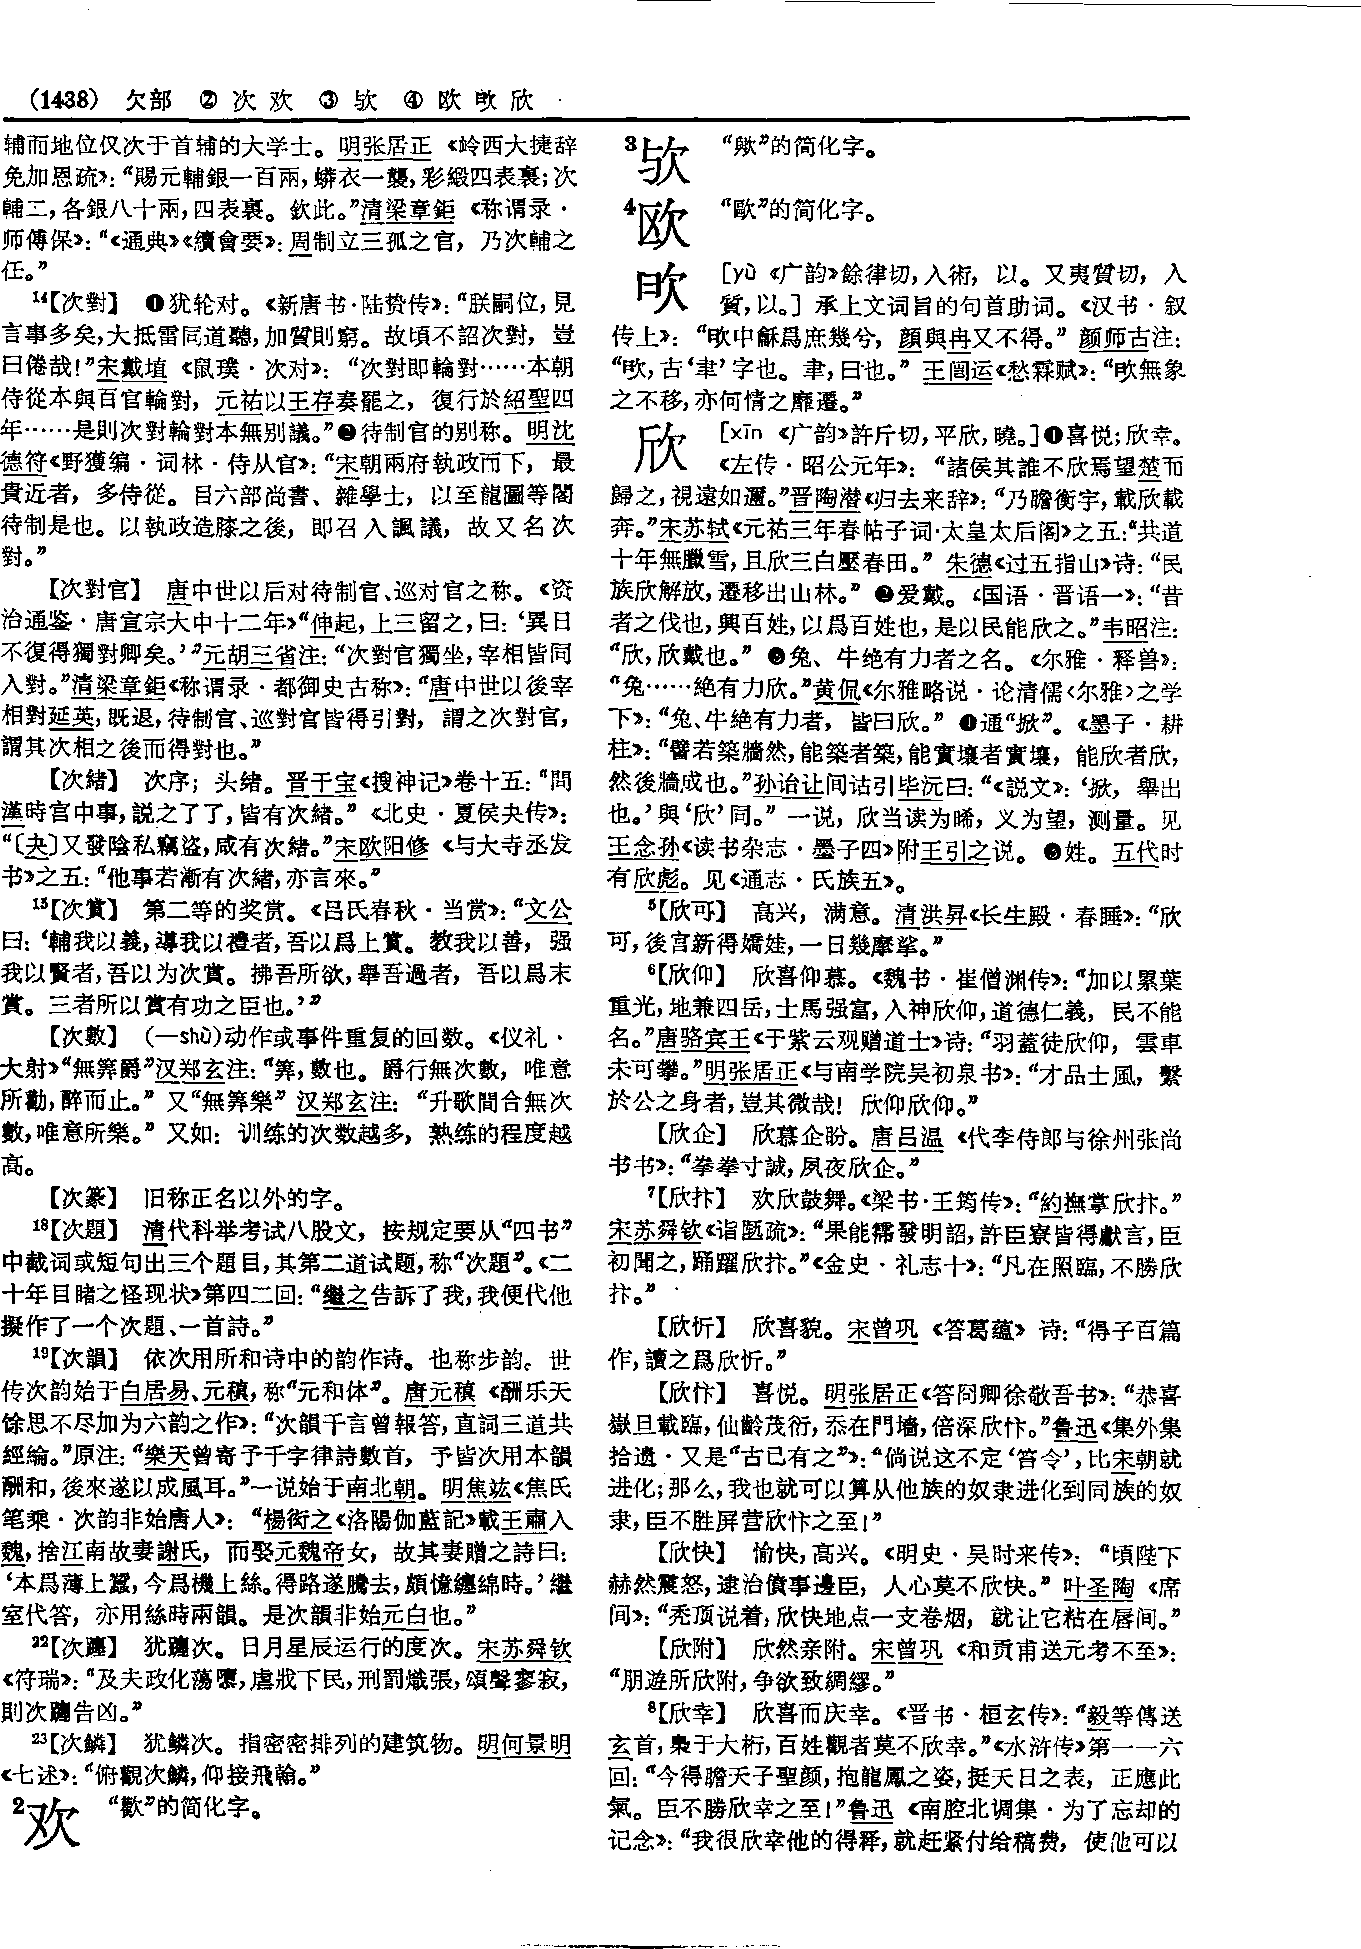 (1438) 欠部 ❷ 次 欢 ❸ 欤 ❹ 欧 欥 欣
辅而地位仅次于首辅的大学士。明张居正《岭西大捷辞
免加恩疏》：“賜元輔銀一百兩，蟒衣一襲，彩緞四表裏；次
輔二，各銀八十兩，四表裏。欽此。”清梁章鉅《称谓录·
师傅保》：“《通典》《續會要》：周制立三孤之官，乃次輔之
任。”
14【次對】 ❶犹轮对。《新唐书·陆贽传》：“朕嗣位，見
言事多矣，大抵雷同道聽，加質則窮。故頃不詔次對，豈
曰倦哉！”宋戴埴《鼠璞·次对》：“次對即輪對……本朝
侍從本與百官輪對，元祐以王存奏罷之，復行於紹聖四
年……是則次對輪對本無别議。”❷待制官的别称。明沈
德符《野獲编·词林·侍从官》：“宋朝兩府執政而下，最
貴近者，多侍從。自六部尚書、雜學士，以至龍圖等閣
待制是也。以執政造膝之後，即召入諷議，故又名次
對。”
【次對官】 唐中世以后对待制官、巡对官之称。《资
治通鉴·唐宣宗大中十二年》“伸起，上三留之，曰：‘異日
不復得獨對卿矣。’”元胡三省注：“次對官獨坐，宰相皆同
入對。”清梁章鉅《称谓录·都御史古称》：“唐中世以後宰
相對延英，既退，待制官、巡對官皆得引對，謂之次對官，
謂其次相之後而得對也。”
【次緒】 次序；头绪。晋干宝《搜神记》卷十五：“問
漢時宫中事，説之了了，皆有次緒。”《北史·夏侯夬传》：
“〔夬〕又發陰私竊盜，咸有次緒。”宋欧阳修《与大寺丞发
书》之五：“他事若漸有次緒，亦言來。”
15【次賞】 第二等的奖赏。《吕氏春秋·当赏》：“文公
曰：‘輔我以義，導我以禮者，吾以爲上賞。教我以善，强
我以賢者，吾以为次賞。拂吾所欲，舉吾過者，吾以爲末
賞。三者所以賞有功之臣也。’”
【次數】 （—shù）动作或事件重复的回数。《仪礼·
大射》“無筭爵”汉郑玄注：“筭，數也。爵行無次數，唯意
所勸，醉而止。”又“無筭樂”汉郑玄注：“升歌間合無次
數，唯意所樂。”又如：训练的次数越多，熟练的程度越
高。
【次篆】 旧称正名以外的字。
18【次題】 清代科举考试八股文，按规定要从“四书”
中截词或短句出三个題目，其第二道试题，称“次題”。《二
十年目睹之怪现状》第四二回：“繼之告訴了我，我便代他
擬作了一个次題、一首詩。”
19【次韻】 依次用所和诗中的韵作诗。也称步韵。世
传次韵始于白居易、元稹，称“元和体”。唐元稹《酬乐天
馀思不尽加为六韵之作》：“次韻千言曾報答，直詞三道共
經綸。”原注：“樂天曾寄予千字律詩數首，予皆次用本韻
酬和，後來遂以成風耳。”一说始于南北朝。明焦竑《焦氏
笔乘·次韵非始唐人》：“楊衒之《洛陽伽藍記》載王肅入
魏，捨江南故妻謝氏，而娶元魏帝女，故其妻贈之詩曰：
‘本爲薄上蠶，今爲機上絲。得路遂騰去，頗憶纏綿時。’繼
室代答，亦用絲時兩韻。是次韻非始元白也。”
22【次躔】 犹躔次。日月星辰运行的度次。宋苏舜钦
《符瑞》：“及夫政化蕩隳，虐戕下民，刑罰熾張，頌聲寥寂，
則次躔告凶。”
23【次鱗】 犹鳞次。指密密排列的建筑物。明何景明
《七述》：“俯觀次鱗，仰接飛翰。”
2欢 “歡”的简化字。
3欤 “歟”的简化字。
4欧 “歐”的简化字。
欥 [yù《广韵》餘律切，入術，以。又夷質切，入
質，以。] 承上文词旨的句首助词。《汉书·叙
传上》：“欥中龢爲庶幾兮，顔與冉又不得。”颜师古注：
“欥，古‘聿’字也。聿，曰也。”王闿运《愁霖赋》：“欥無象
之不移，亦何情之靡遷。”
欣 [xīn《广韵》許斤切，平欣，曉。]❶喜悦；欣幸。
《左传·昭公元年》：“諸侯其誰不欣焉望楚而
歸之，視遠如邇。”晋陶潜《归去来辞》：“乃瞻衡宇，載欣載
奔。”宋苏轼《元祐三年春帖子词·太皇太后阁》之五：“共道
十年無臘雪，且欣三白壓春田。”朱德《过五指山》诗：“民
族欣解放，遷移出山林。”❷爱戴。《国语·晋语一》：“昔
者之伐也，興百姓，以爲百姓也，是以民能欣之。”韦昭注：
“欣，欣戴也。”❸兔、牛绝有力者之名。《尔雅·释兽》：
“兔……絶有力欣。”黄侃《尔雅略说·论清儒〈尔雅〉之学
下》：“兔、牛絶有力者，皆曰欣。”❹通“掀”。《墨子·耕
柱》：“譬若築牆然，能築者築，能實壤者實壤，能欣者欣，
然後牆成也。”孙诒让间诂引毕沅曰：“《説文》：‘掀，舉出
也。’與‘欣’同。”一说，欣当读为睎，义为望，测量。见
王念孙《读书杂志·墨子四》附王引之说。❺姓。五代时
有欣彪。见《通志·氏族五》。
5【欣可】 高兴，满意。清洪昇《长生殿·春睡》：“欣
可，後宫新得嬌娃，一日幾摩挲。”
6【欣仰】 欣喜仰慕。《魏书·崔僧渊传》：“加以累葉
重光，地兼四岳，士馬强富，人神欣仰，道德仁義，民不能
名。”唐骆宾王《于紫云观赠道士》诗：“羽蓋徒欣仰，雲車
未可攀。”明张居正《与南学院吴初泉书》：“才品士風，繫
於公之身者，豈其微哉！欣仰欣仰。”
【欣企】 欣慕企盼。唐吕温《代李侍郎与徐州张尚
书书》：“拳拳寸誠，夙夜欣企。”
7【欣抃】 欢欣鼓舞。《梁书·王筠传》：“約撫掌欣抃。”
宋苏舜钦《诣匦疏》：“果能霈發明詔，許臣寮皆得獻言，臣
初聞之，踊躍欣抃。”《金史·礼志十》：“凡在照臨，不勝欣
抃。”
【欣忻】 欣喜貌。宋曾巩《答葛蕴》诗：“得子百篇
作，讀之爲欣忻。”
【欣忭】 喜悦。明张居正《答冏卿徐敬吾书》：“恭喜
嶽旦載臨，仙齡茂衍，忝在門墻，倍深欣忭。”鲁迅《集外集
拾遗·又是“古已有之”》：“倘说这不定‘笞令’，比宋朝就
进化；那么，我也就可以算从他族的奴隶进化到同族的奴
隶，臣不胜屏营欣忭之至！”
【欣快】 愉快，高兴。《明史·吴时来传》：“頃陛下
赫然震怒，逮治僨事邊臣，人心莫不欣快。”叶圣陶《席
间》：“秃顶说着，欣快地点一支卷烟，就让它粘在唇间。”
【欣附】 欣然亲附。宋曾巩《和贡甫送元考不至》：
“朋遊所欣附，争欲致綢繆。”
8【欣幸】 欣喜而庆幸。《晋书·桓玄传》：“毅等傳送
玄首，梟于大桁，百姓觀者莫不欣幸。”《水浒传》第一一六
回：“今得瞻天子聖颜，抱龍鳳之姿，挺天日之表，正應此
氣。臣不勝欣幸之至！”鲁迅《南腔北调集·为了忘却的
记念》：“我很欣幸他的得释，就赶紧付给稿费，使他可以